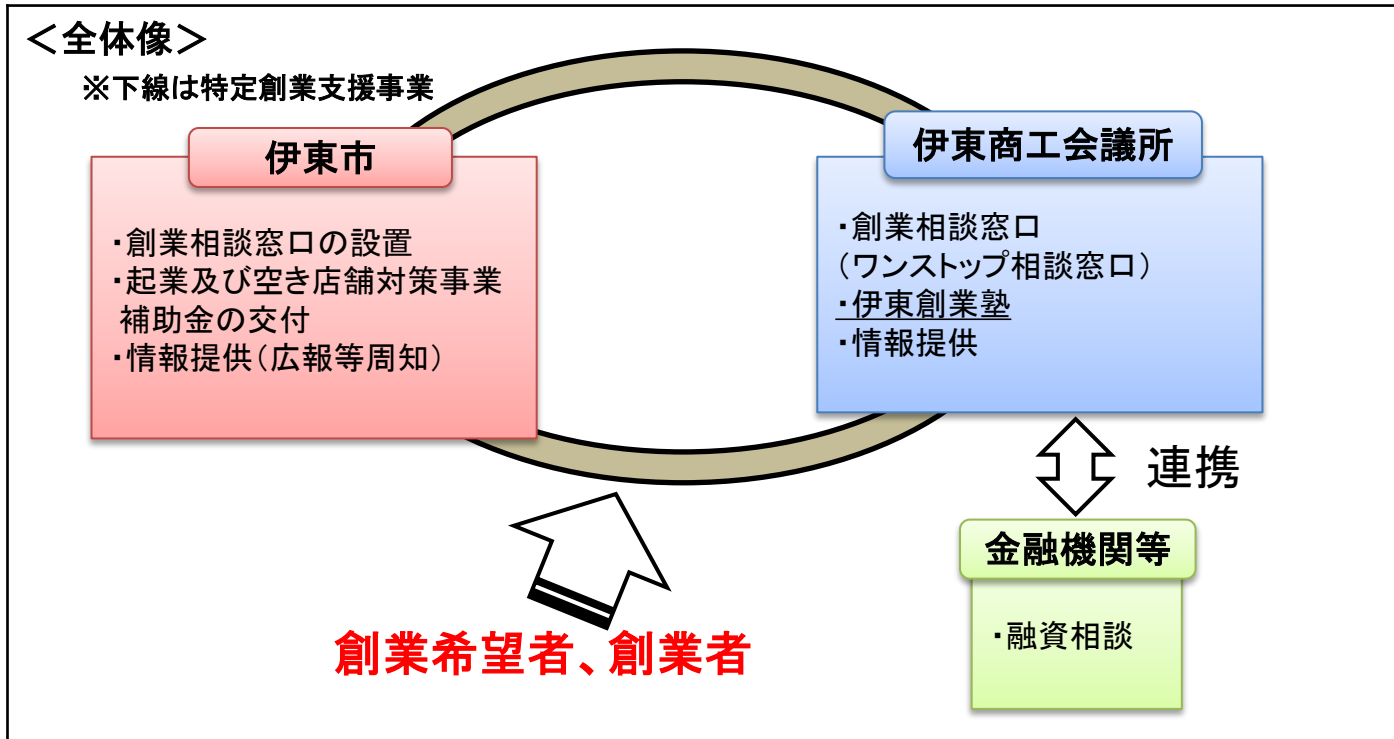 ＜全体像＞
※下線は特定創業支援事業
伊東市
・創業相談窓口の設置
・起業及び空き店舗対策事業
補助金の交付
・情報提供（広報等周知）
伊東商工会議所
・創業相談窓口
（ワンストップ相談窓口）
・伊東創業塾
・情報提供
連携
金融機関等
・融資相談
創業希望者、創業者